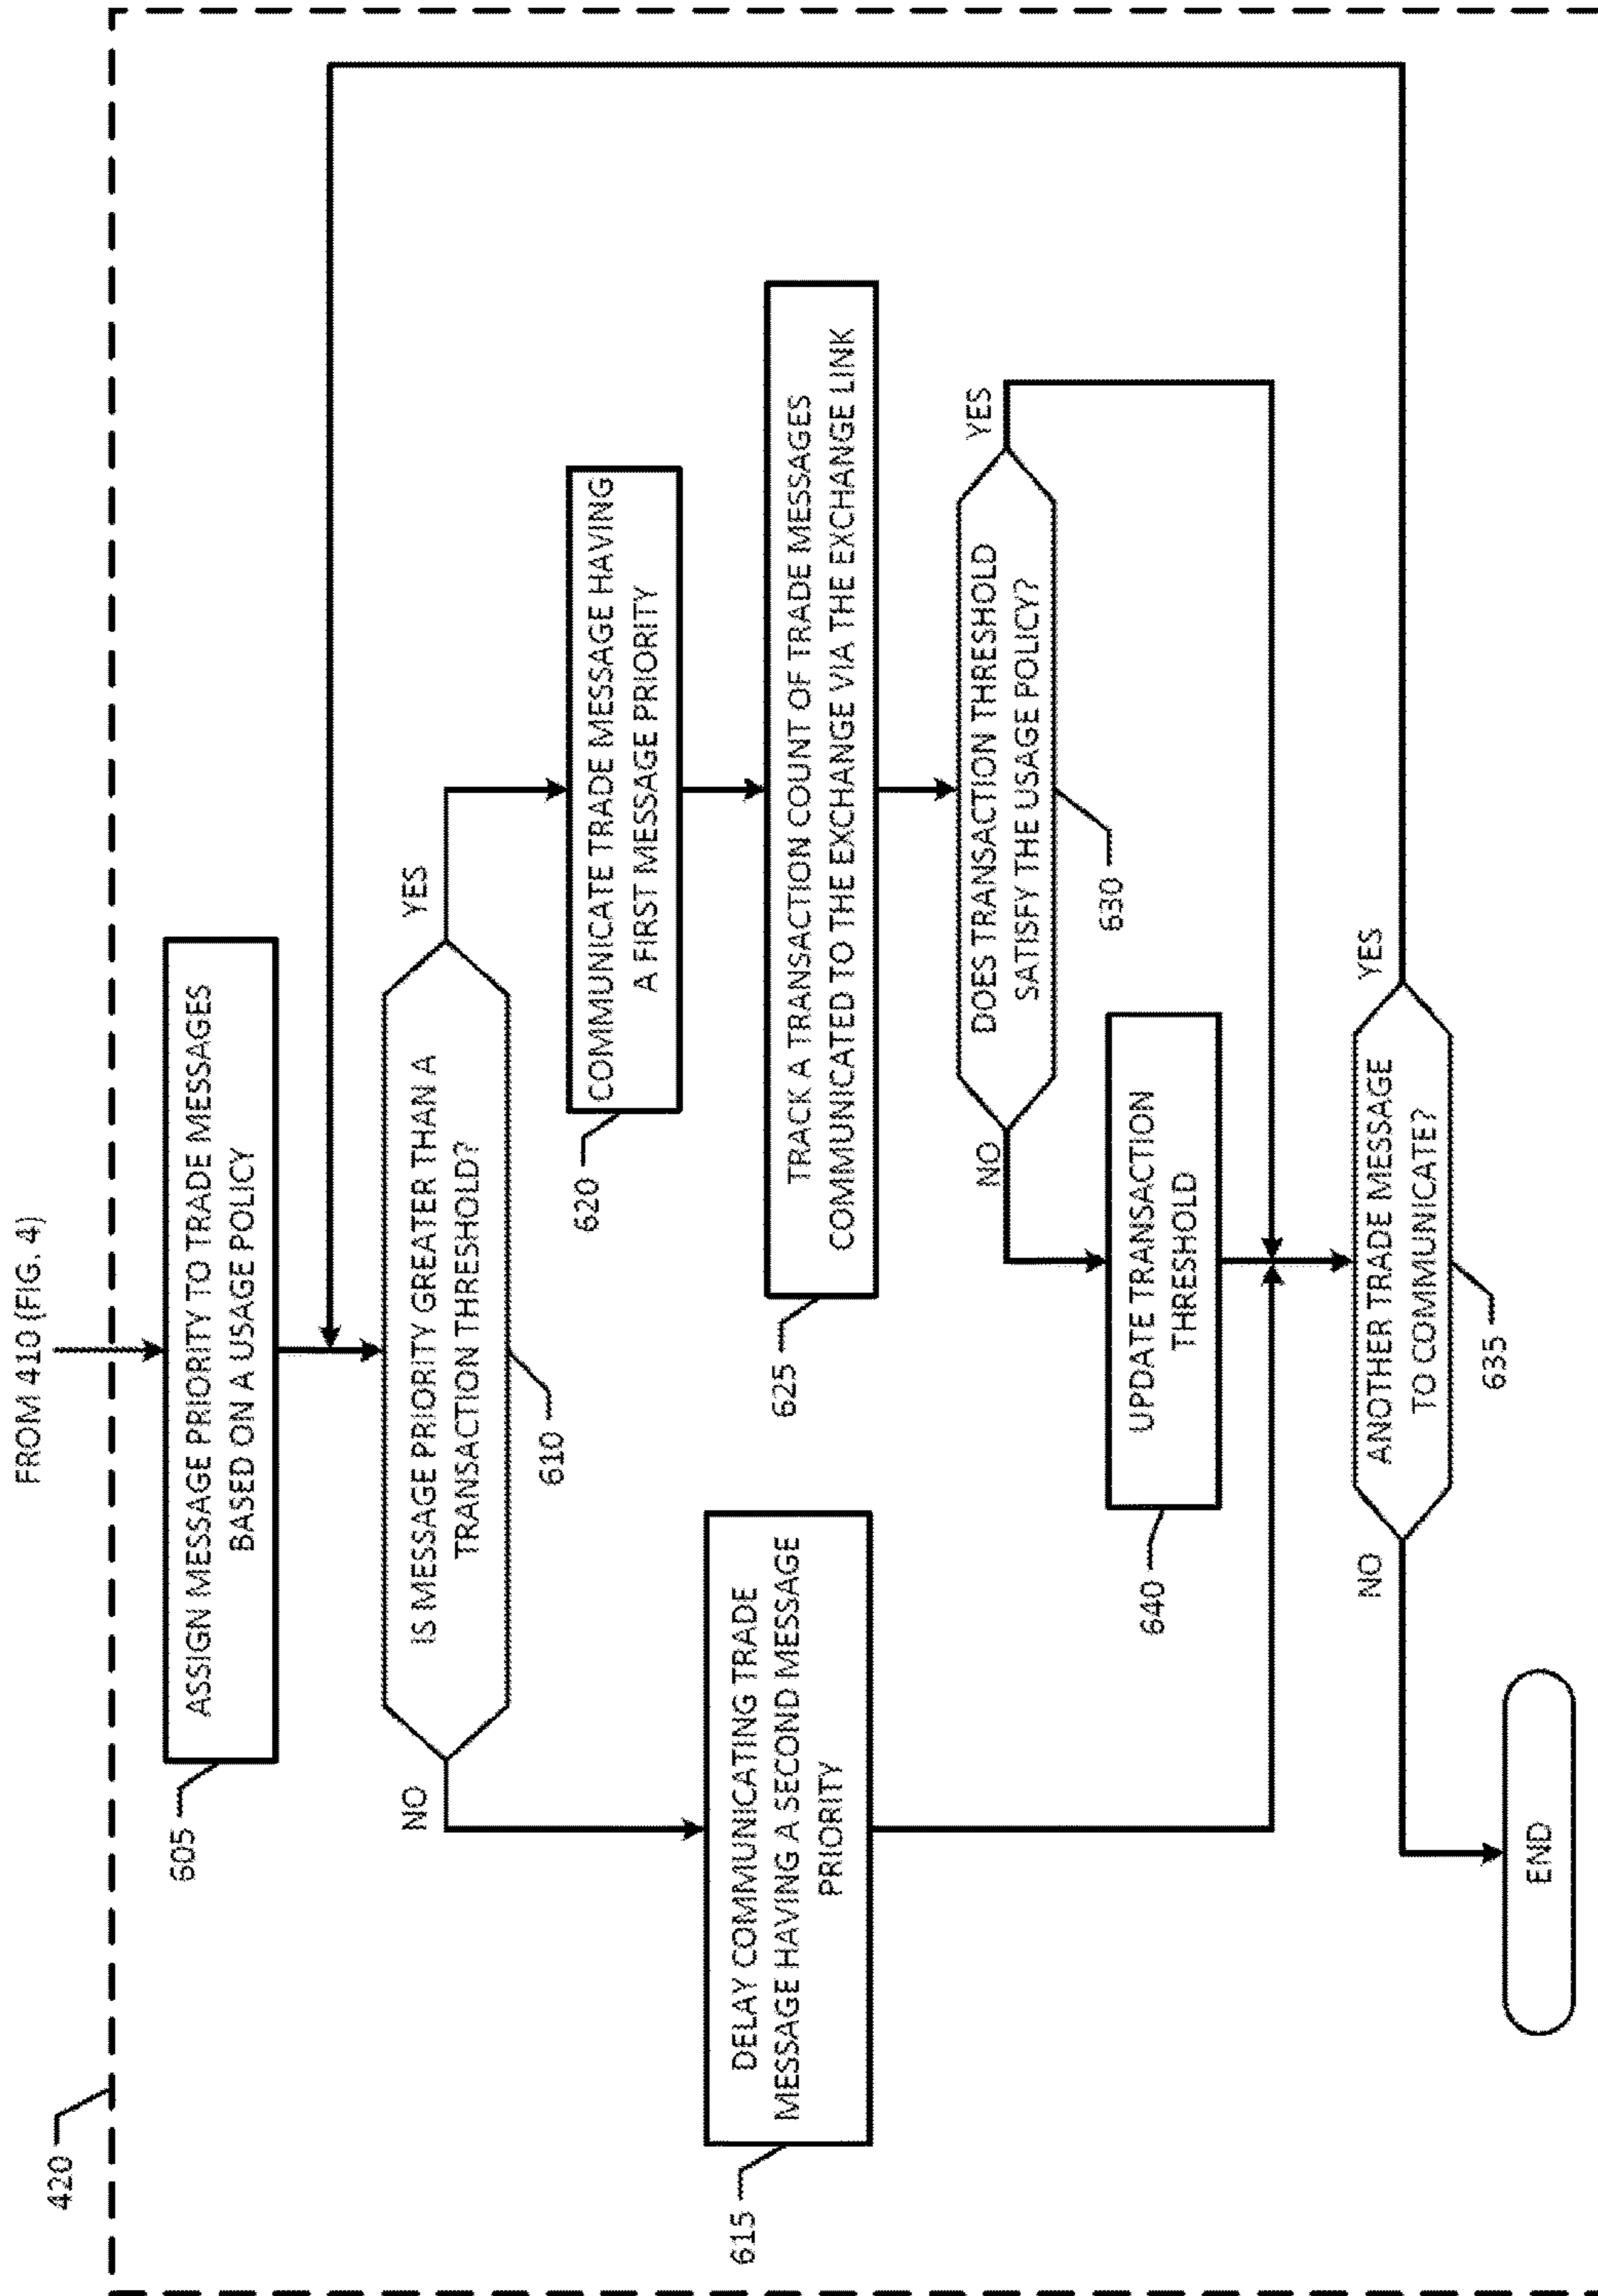 FROM 410 (FIG. 4)
420
ASSIGN MESSAGE PRIORITY TO TRADE MESSAGES
BASED ON A USAGE POLICY
605
IS MESSAGE PRIORITY GREATER THAN A
TRANSACTION THRESHOLD?
610
NO
YES
DELAY COMMUNICATING TRADE
MESSAGE HAVING A SECOND MESSAGE
PRIORITY
615
COMMUNICATE TRADE MESSAGE HAVING
A FIRST MESSAGE PRIORITY
620
TRACK A TRANSACTION COUNT OF TRADE MESSAGES
COMMUNICATED TO THE EXCHANGE VIA THE EXCHANGE LINK
625
DOES TRANSACTION THRESHOLD
SATISFY THE USAGE POLICY?
630
NO
YES
UPDATE TRANSACTION
THRESHOLD
640
ANOTHER TRADE MESSAGE
TO COMMUNICATE?
635
NO
YES
END